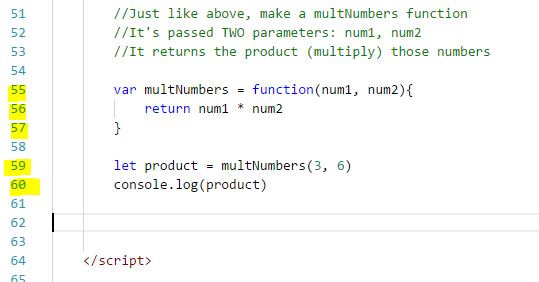 51 //Just like above, make a multNumbers function
52 //It's passed TWO parameters: num1, num2
53 //It returns the product (multiply) those numbers
54
55 var multNumbers = function(num1, num2){
56 return num1 * num2
57 }
58
59 let product = multNumbers(3, 6)
60 console.log(product)
61
62
63
64 </script>
65